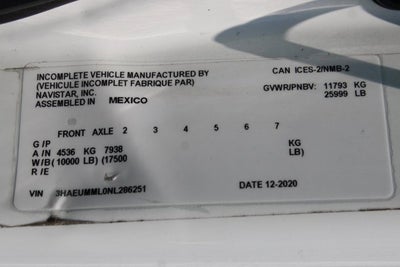 INCOMPLETE VEHICLE MANUFACTURED BY
(VEHICULE INCOMPLET FABRIQUE PAR)
NAVISTAR, INC.
ASSEMBLED IN MEXICO
CAN ICES-2/NMB-2
GVWR/PNBV: 11793 KG
25999 LB
FRONT AXLE 2 3 4 5 6 7
G/P
A/N 4536 KG 7938 KG
W/B (10000 LB) (17500 LB)
R/E
VIN 3HAEUMML0NL286251
DATE 12-2020